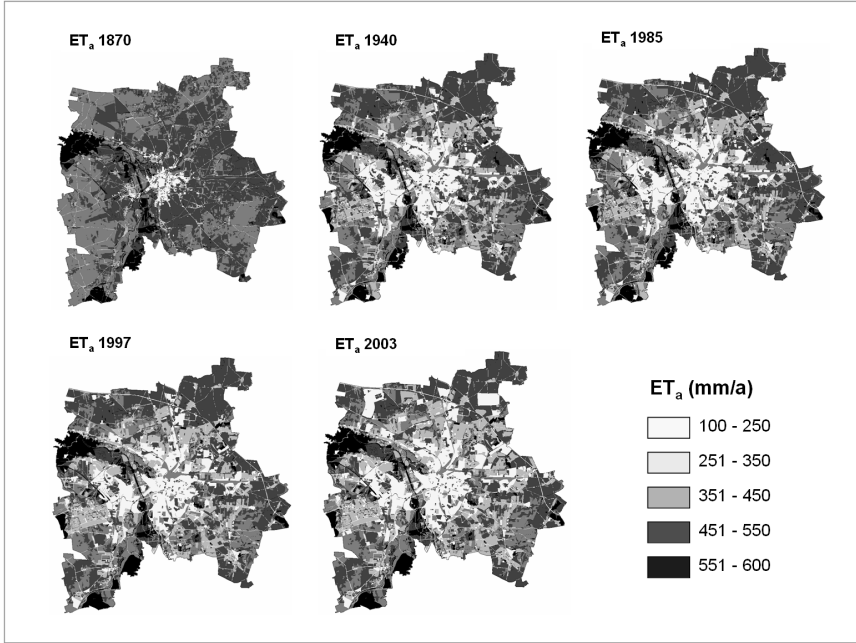 ETa 1870
ETa 1940
ETa 1985
ETa 1997
ETa 2003
ETa (mm/a)
100 - 250
251 - 350
351 - 450
451 - 550
551 - 600